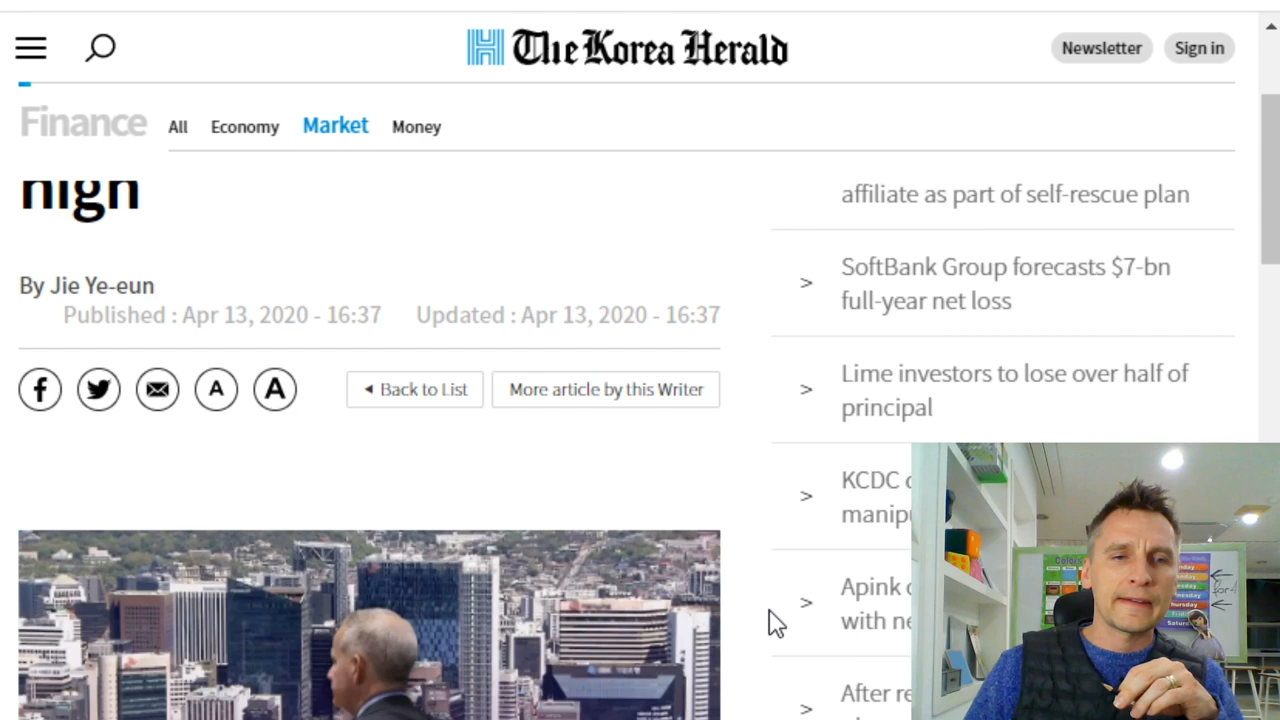 The Korea Herald
Newsletter
Sign in
Finance
All
Economy
Market
Money
high
By Jie Ye-eun
Published : Apr 13, 2020 - 16:37
Updated : Apr 13, 2020 - 16:37
A
A
◄ Back to List
More article by this Writer
affiliate as part of self-rescue plan
> SoftBank Group forecasts $7-bn
full-year net loss
> Lime investors to lose over half of
principal
> KCDC
> Apink
After
Colors